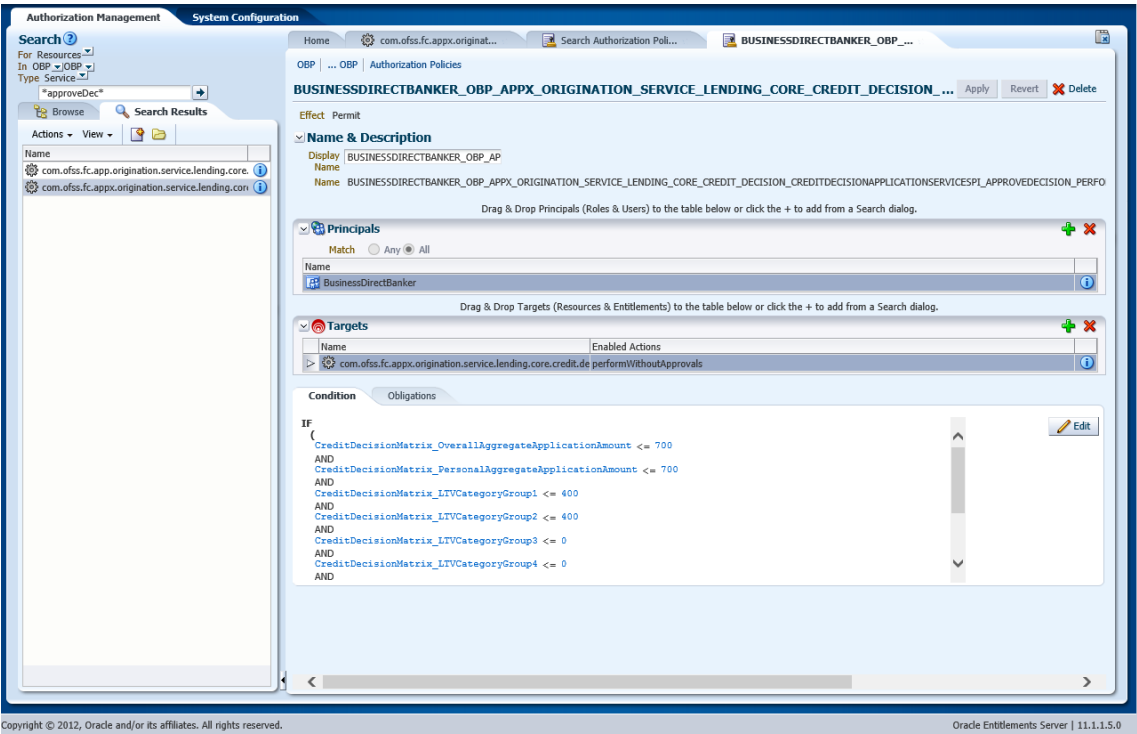 Authorization Management System Configuration
Search
For Resources
In OBP OBP
Type Service
*approveDec*
Browse Search Results
Actions View
Name
com.ofss.fc.app.origination.service.lending.core.
com.ofss.fc.appx.origination.service.lending.core
Home com.ofss.fc.appx.originat... Search Authorization Poli... BUSINESSDIRECTBANKER_OBP_...
OBP ... OBP Authorization Policies
BUSINESSDIRECTBANKER_OBP_APPX_ORIGINATION_SERVICE_LENDING_CORE_CREDIT_DECISION_... Apply Revert Delete
Effect Permit
Name & Description
Display Name BUSINESSDIRECTBANKER_OBP_AP
Name BUSINESSDIRECTBANKER_OBP_APPX_ORIGINATION_SERVICE_LENDING_CORE_CREDIT_DECISION_CREDITDECISIONAPPLICATIONSERVICESPI_APPROVEDECISION_PERFO
Drag & Drop Principals (Roles & Users) to the table below or click the + to add from a Search dialog.
Principals
Match Any All
Name
BusinessDirectBanker
Drag & Drop Targets (Resources & Entitlements) to the table below or click the + to add from a Search dialog.
Targets
Name Enabled Actions
com.ofss.fc.appx.origination.service.lending.core.credit.de performWithoutApprovals
Condition Obligations
Edit
IF
(
CreditDecisionMatrix_OverallAggregateApplicationAmount <= 700
AND
CreditDecisionMatrix_PersonalAggregateApplicationAmount <= 700
AND
CreditDecisionMatrix_LTVCategoryGroup1 <= 400
AND
CreditDecisionMatrix_LTVCategoryGroup2 <= 400
AND
CreditDecisionMatrix_LTVCategoryGroup3 <= 0
AND
CreditDecisionMatrix_LTVCategoryGroup4 <= 0
AND
Copyright © 2012, Oracle and/or its affiliates. All rights reserved. Oracle Entitlements Server | 11.1.1.5.0